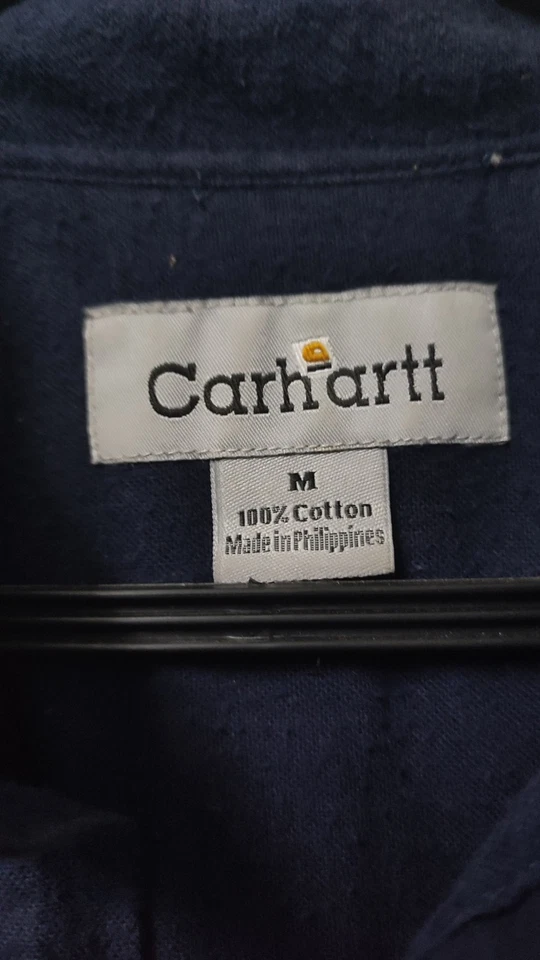 Carhartt
M
100% Cotton
Made in Philippines